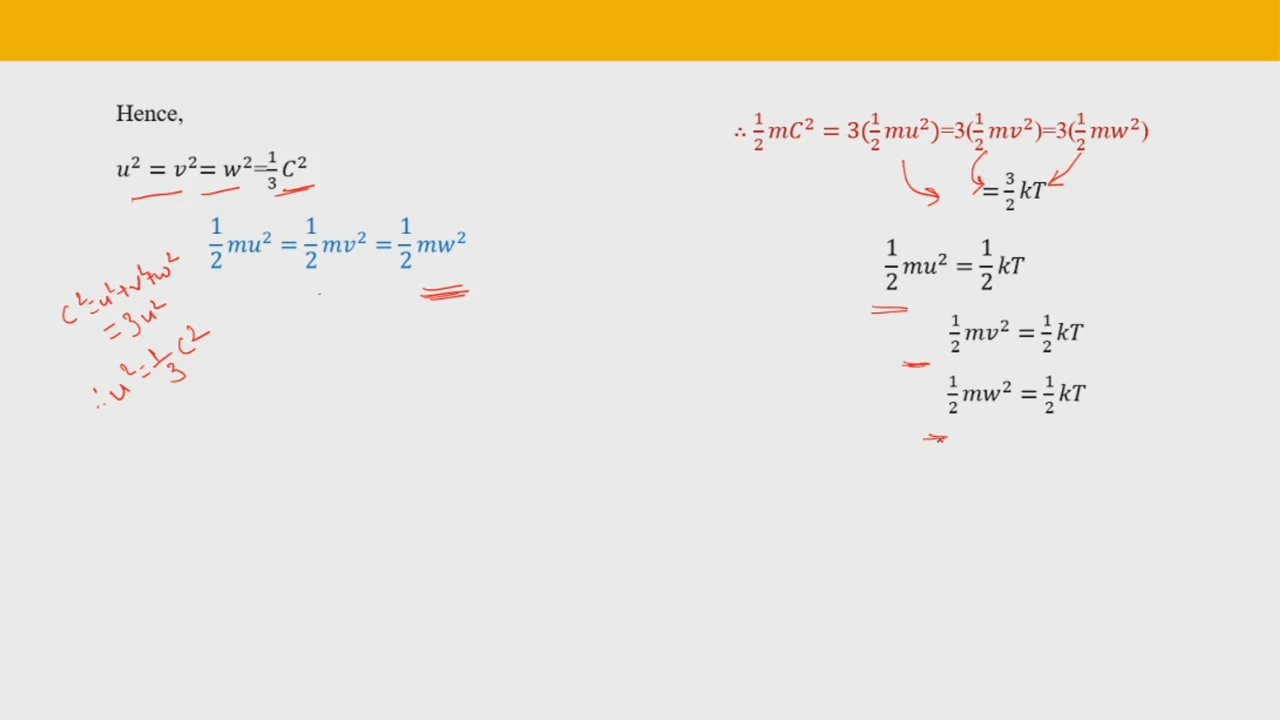 Hence,
u² = v²= w²=1/3 C²
1/2 mu² = 1/2 mv² = 1/2 mw²
C²=u²+v²+w²
= 3u²
∴u²=1/3 C²
∴ 1/2 mC² = 3(1/2 mu²)=3(1/2 mv²)=3(1/2 mw²)
= 3/2 kT
1/2 mu² = 1/2 kT
1/2 mv² = 1/2 kT
1/2 mw² = 1/2 kT